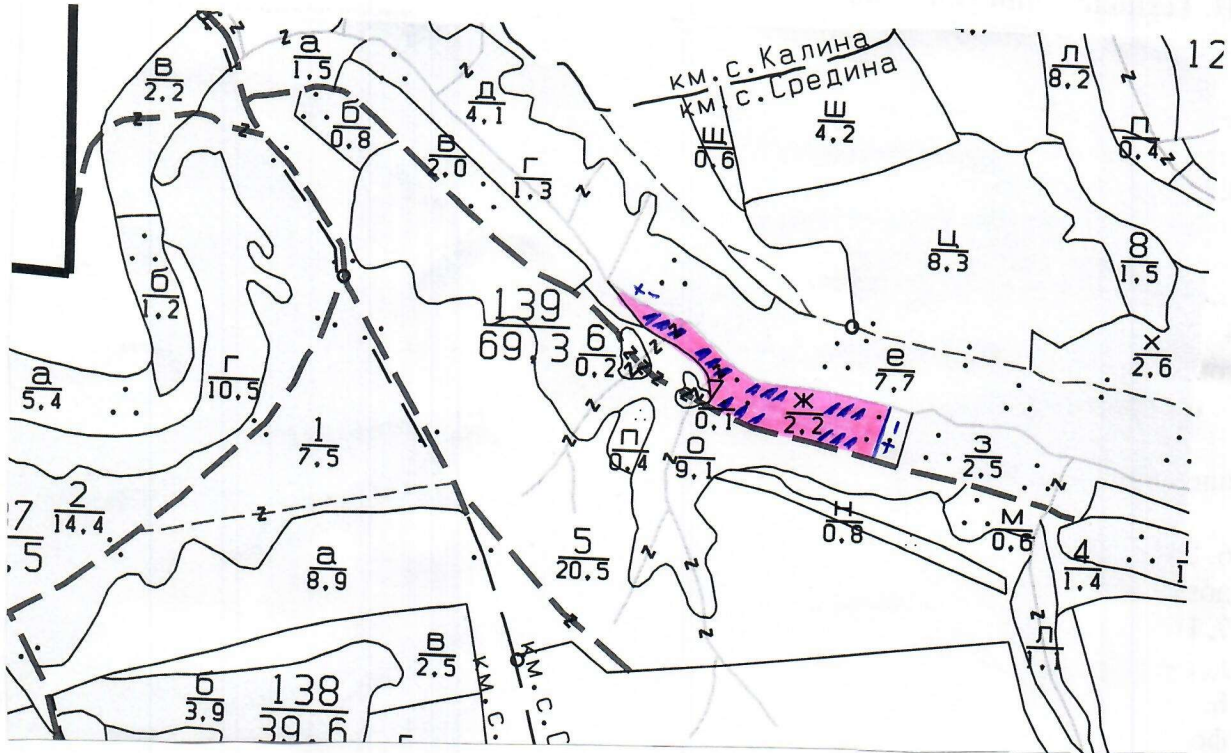 км.с.Калина
км.с.Средина
а
1,5
в
2,2
б
0,8
д
4,1
в
2,0
г
1,3
щ
0,6
ш
4,2
л
8,2
12
п
0,4
ц
8,3
8
1,5
б
1,2
139
69,3
б
0,2
е
7,7
х
2,6
а
5,4
г
10,5
1
7,5
7
0,1
ж
2,2
п
0,4
о
9,1
з
2,5
2
14,4
7
,5
н
0,8
м
0,6
5
20,5
4
1,4
1
а
8,9
л
1,1
в
2,5
б
3,9
138
39,6
км.с.
км.с.